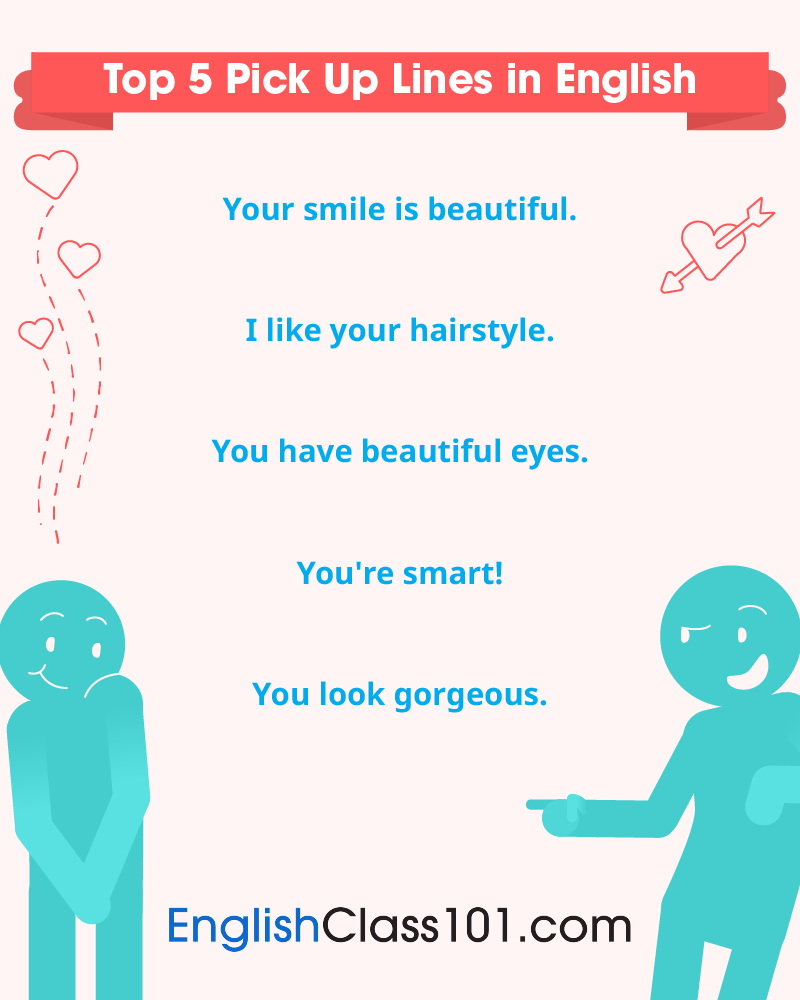 Top 5 Pick Up Lines in English
Your smile is beautiful.
I like your hairstyle.
You have beautiful eyes.
You're smart!
You look gorgeous.
EnglishClass101.com